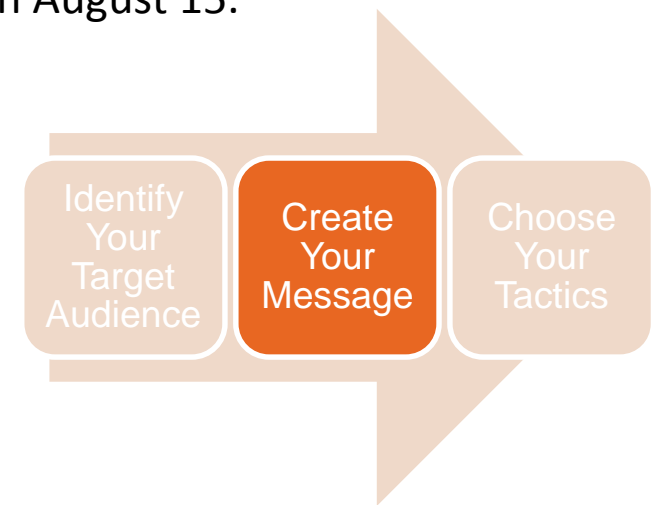 n August 15.
Identify
Your
Target
Audience
Create
Your
Message
Choose
Your
Tactics